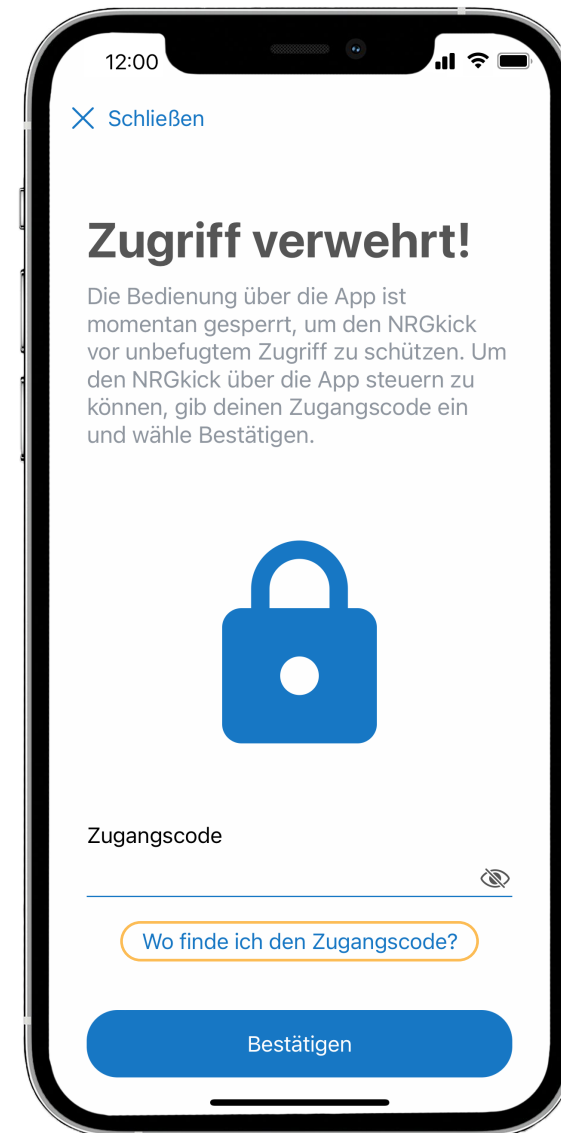 12:00
Schließen
Zugriff verwehrt!
Die Bedienung über die App ist
momentan gesperrt, um den NRGkick
vor unbefugtem Zugriff zu schützen. Um
den NRGkick über die App steuern zu
können, gib deinen Zugangscode ein
und wähle Bestätigen.
Zugangscode
Wo finde ich den Zugangscode?
Bestätigen